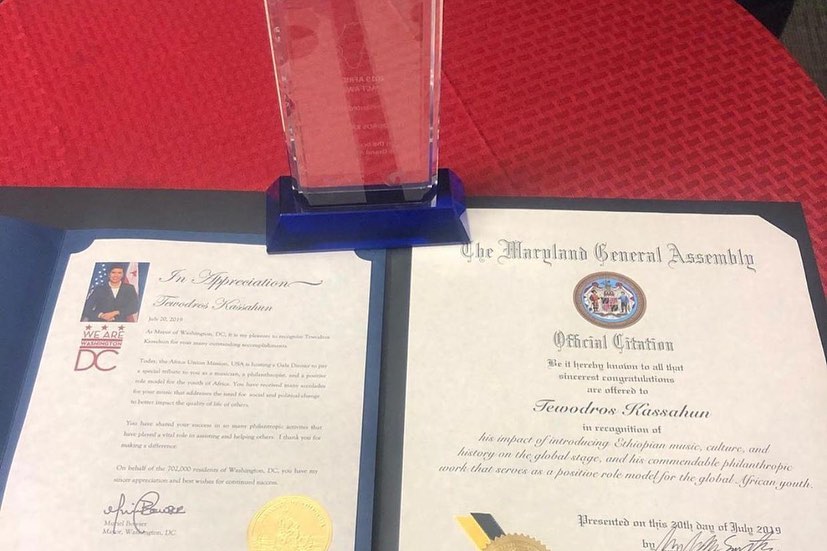 In Appreciation
Tewodros Kassahun
July 20, 2019
As Mayor of Washington, DC, it is my pleasure to recognize Tewodros
Kassahun for your many outstanding accomplishments.
Today, the Africa Union Mission, USA is hosting a Gala Dinner to pay
a special tribute to you as a musician, a philanthropist, and a positive
role model for the youth of Africa. You have received many accolades
for your music that addresses the need for social and political change
to better impact the quality of life of others.
You have shared your success in so many philanthropic activities that
have played a vital role in assisting and helping others. I thank you for
making a difference.
On behalf of the 702,000 residents of Washington, DC, you have my
sincere appreciation and best wishes for continued success.
Muriel Bowser
Mayor, Washington, DC
WE ARE
WASHINGTON
DC
The Maryland General Assembly
Official Citation
Be it hereby known to all that
sincerest congratulations
are offered to
Tewodros Kassahun
in recognition of
his impact of introducing Ethiopian music, culture, and
history on the global stage, and his commendable philanthropic
work that serves as a positive role model for the global African youth.
Presented on this 20th day of July 2019
by